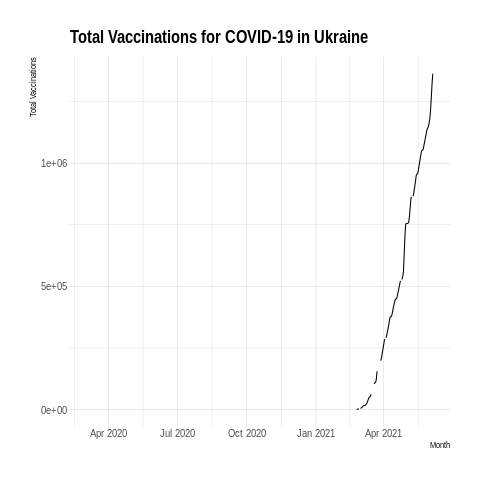 Total Vaccinations for COVID-19 in Ukraine
Total Vaccinations
1e+06
5e+05
0e+00
Apr 2020 Jul 2020 Oct 2020 Jan 2021 Apr 2021
Month